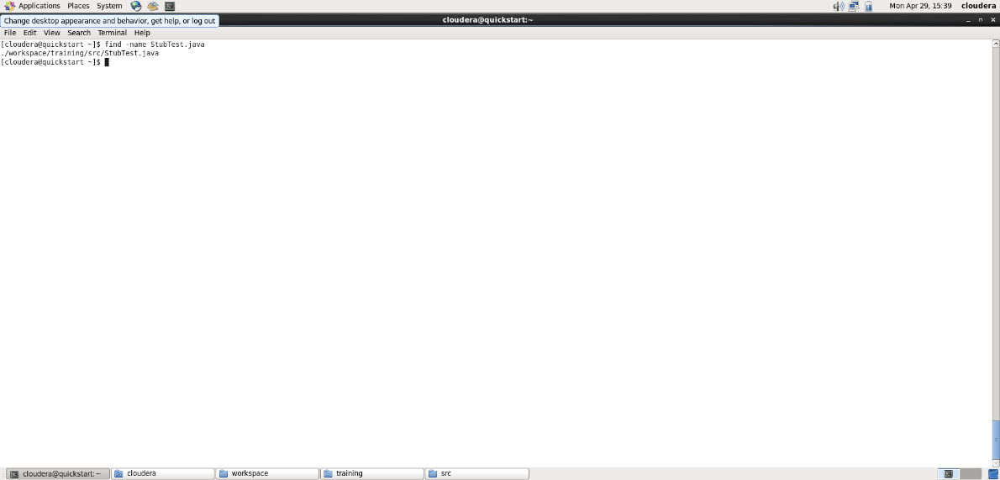 Applications Places System
Mon Apr 29, 15:39 cloudera
Change desktop appearance and behavior, get help, or log out
cloudera@quickstart:~
File Edit View Search Terminal Help
[cloudera@quickstart ~]$ find -name StubTest.java
./workspace/training/src/StubTest.java
[cloudera@quickstart ~]$
cloudera@quickstart:~ cloudera workspace training src